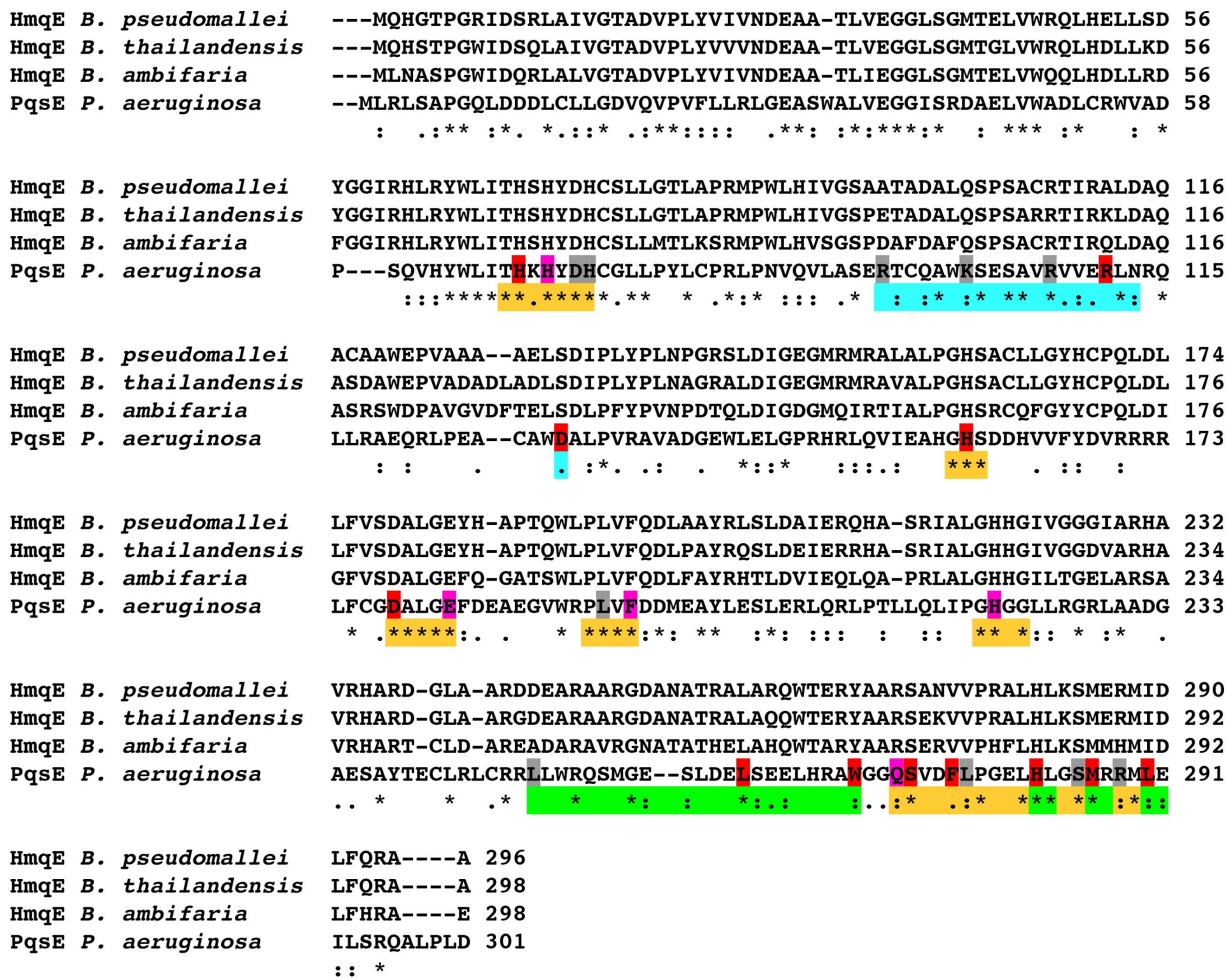 HmqE B. pseudomallei ---MQHGTPGRIDSRLAIVGTADVPLYVIVNDEAA-TLVEGGLSGMTELVWRQLHELLSD 56
HmqE B. thailandensis ---MQHSTPGWIDSQLAIVGTADVPLYVVVNDEAA-TLVEGGLSGMTGLVWRQLHDLLKD 56
HmqE B. ambifaria ---MLNASPGWIDQRLALVGTADVPLYVIVNDEAA-TLIEGGLSGMTELVWQQLHDLLRD 56
PqsE P. aeruginosa --MLRLSAPGQLDDDLCLLGDVQVPVFLLRLGEASWALVEGGISRDAELVWADLCRWVAD 58
: .:** :*. *.::* .:**:::: .**: :***:* : *** :* : *
HmqE B. pseudomallei YGGIRHLRYWLITHSHYDHCSLLGTLAPRMPWLHIVGSAATADALQSPSACRTIRALDAQ 116
HmqE B. thailandensis YGGIRHLRYWLITHSHYDHCSLLGTLAPRMPWLHIVGSPETADALQSPSARRTIRKLDAQ 116
HmqE B. ambifaria FGGIRHLRYWLITHSHYDHCSLLMTLKSRMPWLHVSGSPDAFDAFQSPSARRTIRQLDAQ 116
PqsE P. aeruginosa P---SQVHYWLITHKHYDHCGLLPYLCPRLPNVQVLASERTCQAWKSESAVRVVERLNRQ 115
:::******.*****.** * .*:* ::: .* : :* :* ** *.:. *: *
HmqE B. pseudomallei ACAAWEPVAAA--AELSDIPLYPLNPGRSLDIGEGMRMRALALPGHSACLLGYHCPQLDL 174
HmqE B. thailandensis ASDAWEPVADADLADLSDIPLYPLNAGRALDIGEGMRMRAVALPGHSACLLGYHCPQLDL 176
HmqE B. ambifaria ASRSWDPAVGVDFTELSDLPFYPVNPDTQLDIGDGMQIRTIALPGHSRCQFGYYCPQLDI 176
PqsE P. aeruginosa LLRAEQRLPEA--CAWDALPVRAVADGEWLELGPRHRLQVIEAHGHSDDHVVFYDVRRRR 173
: : . . :*. .: . *::* ::.: *** . :: :
HmqE B. pseudomallei LFVSDALGEYH-APTQWLPLVFQDLAAYRLSLDAIERQHA-SRIALGHHGIVGGGIARHA 232
HmqE B. thailandensis LFVSDALGEYH-APTQWLPLVFQDLPAYRQSLDEIERRHA-SRIALGHHGIVGGDVARHA 234
HmqE B. ambifaria GFVSDALGEFQ-GATSWLPLVFQDLFAYRHTLDVIEQLQA-PRLALGHHGILTGELARSA 234
PqsE P. aeruginosa LFCGDALGEFDEAEGVWRPLVFDDMEAYLESLERLQRLPTLLQLIPGHGGLLRGRLAADG 233
* .*****:. . * ****:*: ** :*: :: : :: ** *:: * :* .
HmqE B. pseudomallei VRHARD-GLA-ARDDEARAARGDANATRALARQWTERYAARSANVVPRALHLKSMERMID 290
HmqE B. thailandensis VRHARD-GLA-ARGDEARAARGDANATRALAQQWTERYAARSEKVVPRALHLKSMERMID 292
HmqE B. ambifaria VRHART-CLD-AREADARAVRGNATATHELAHQWTARYAARSERVVPHFLHLKSMMHMID 292
PqsE P. aeruginosa AESAYTECLRLCRRLLWRQSMGE--SLDELSEELHRAWGGQSVDFLPGELHLGSMRRMLE 291
.. * * .* * *: : *:.: :..:* .:* *** ** :*::
HmqE B. pseudomallei LFQRA----A 296
HmqE B. thailandensis LFQRA----A 298
HmqE B. ambifaria LFHRA----E 298
PqsE P. aeruginosa ILSRQALPLD 301
:: *